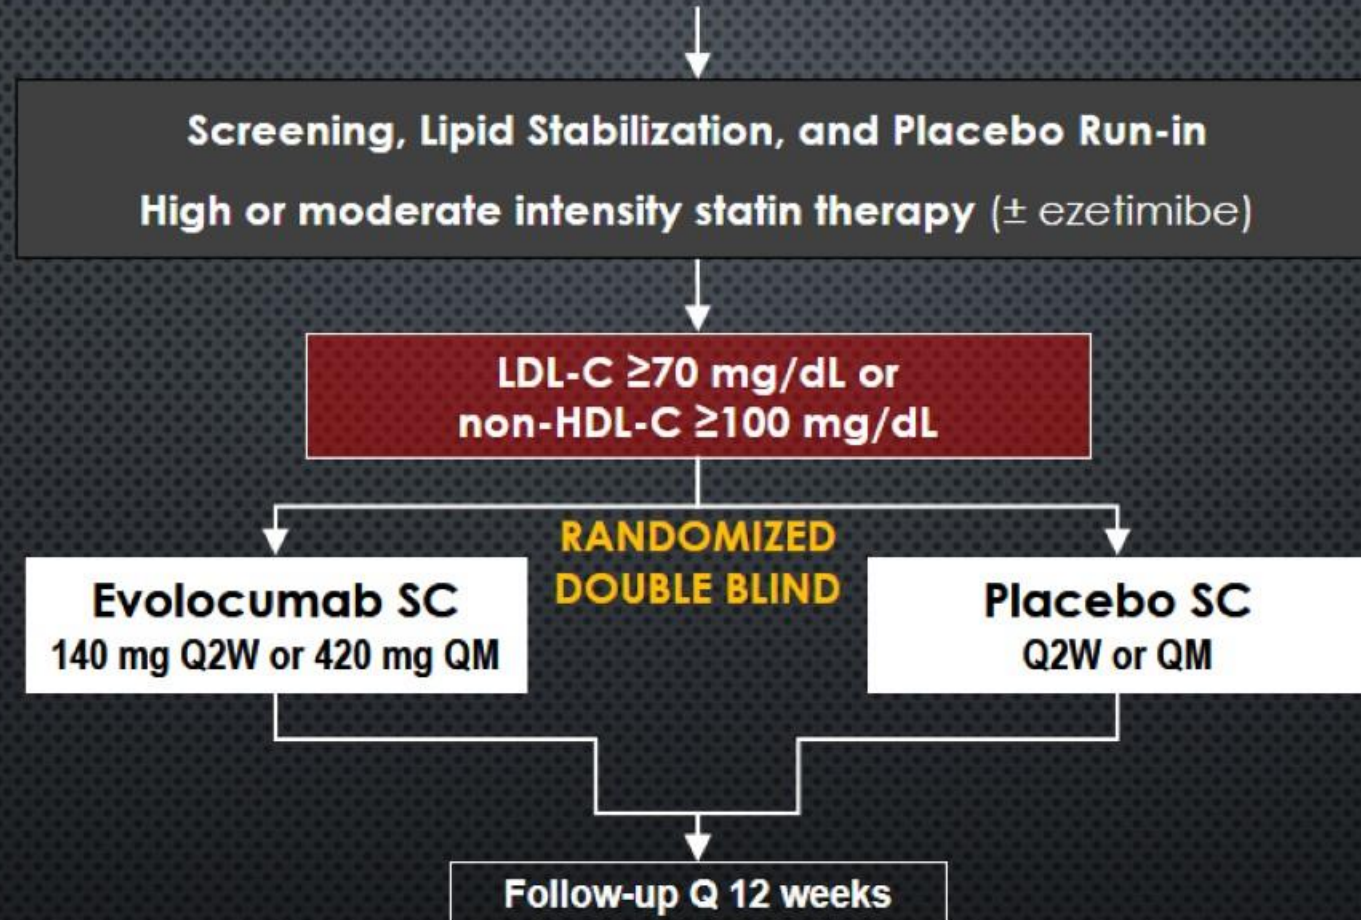 Screening, Lipid Stabilization, and Placebo Run-in
High or moderate intensity statin therapy (± ezetimibe)
LDL-C ≥70 mg/dL or
non-HDL-C ≥100 mg/dL
RANDOMIZED
DOUBLE BLIND
Evolocumab SC
140 mg Q2W or 420 mg QM
Placebo SC
Q2W or QM
Follow-up Q 12 weeks